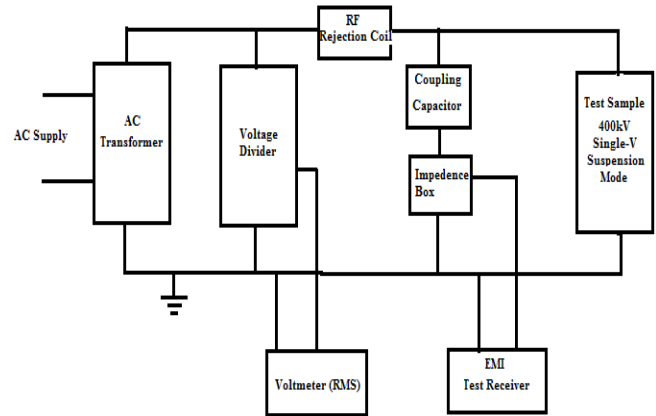 RF
Rejection Coil
AC Supply
AC
Transformer
Voltage
Divider
Coupling
Capacitor
Impedence
Box
Test Sample
400kV
Single-V
Suspension
Mode
Voltmeter (RMS)
EMI
Test Receiver